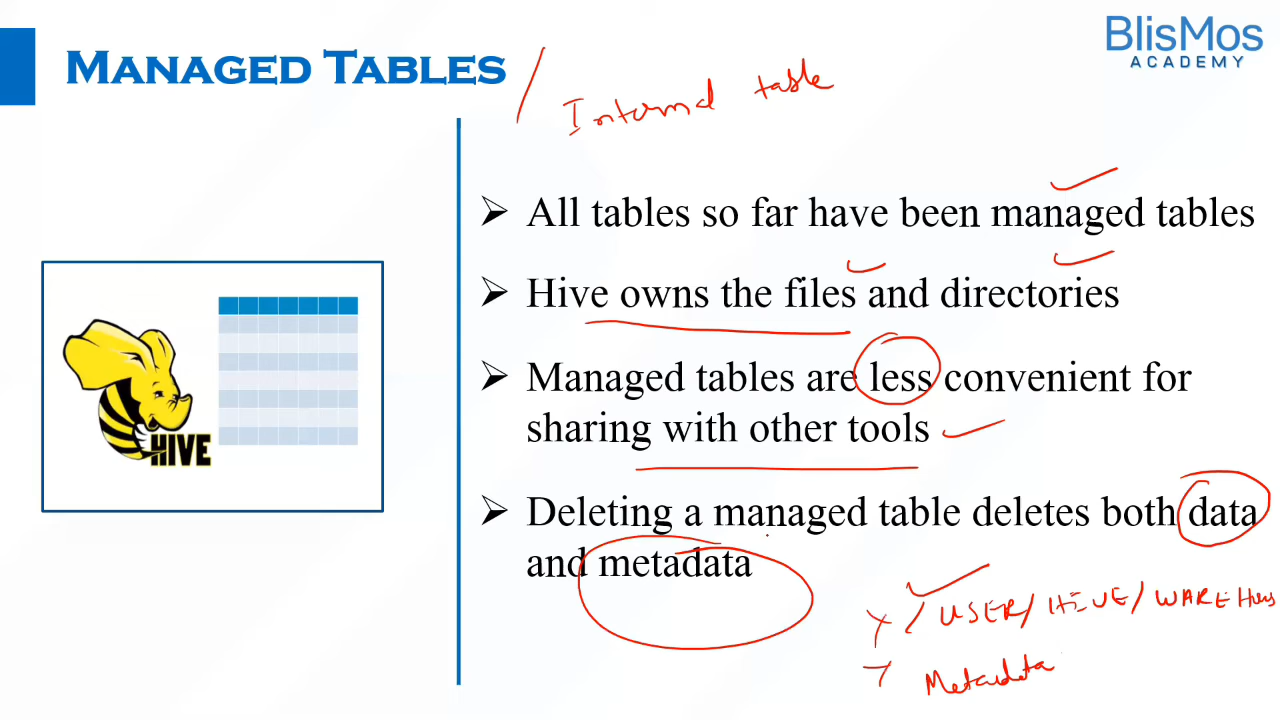 BlisMos
ACADEMY
MANAGED TABLES /
Internal table
➢ All tables so far have been managed tables
➢ Hive owns the files and directories
➢ Managed tables are less convenient for
sharing with other tools
➢ Deleting a managed table deletes both data
and metadata
HIVE
/USER/HIVE/WAREHous
Metadata